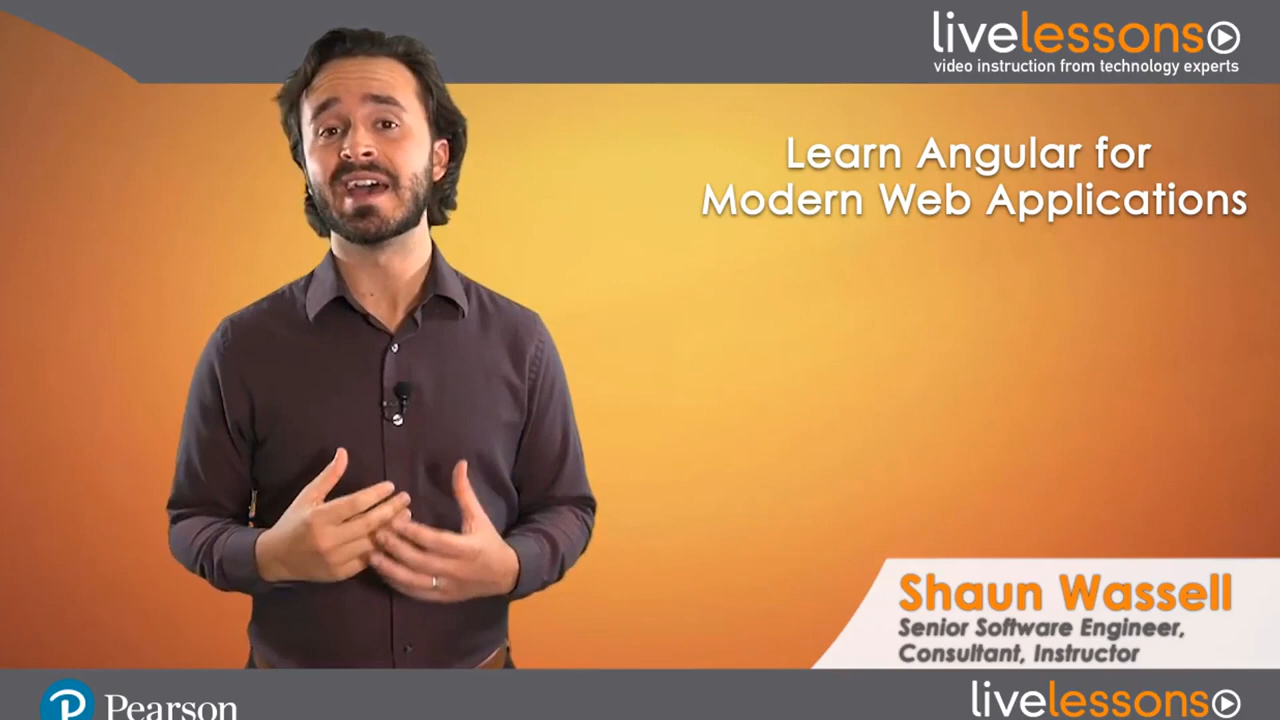 livelessons
video instruction from technology experts
Learn Angular for
Modern Web Applications
Shaun Wassell
Senior Software Engineer,
Consultant, Instructor
Pearson
livelessons